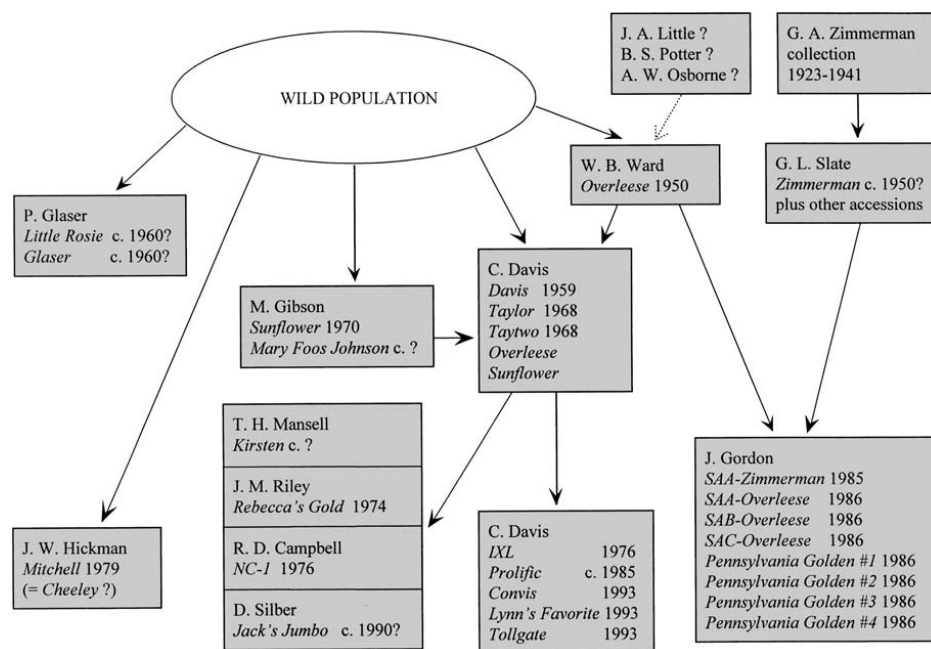 J. A. Little ?
B. S. Potter ?
A. W. Osborne ?
G. A. Zimmerman
collection
1923-1941
WILD POPULATION
W. B. Ward
Overleese 1950
G. L. Slate
Zimmerman c. 1950?
plus other accessions
P. Glaser
Little Rosie c. 1960?
Glaser c. 1960?
M. Gibson
Sunflower 1970
Mary Foos Johnson c. ?
C. Davis
Davis 1959
Taylor 1968
Taytwo 1968
Overleese
Sunflower
T. H. Mansell
Kirsten c. ?
J. M. Riley
Rebecca's Gold 1974
R. D. Campbell
NC-1 1976
D. Silber
Jack's Jumbo c. 1990?
J. W. Hickman
Mitchell 1979
(= Cheeley ?)
C. Davis
IXL 1976
Prolific c. 1985
Convis 1993
Lynn's Favorite 1993
Tollgate 1993
J. Gordon
SAA-Zimmerman 1985
SAA-Overleese 1986
SAB-Overleese 1986
SAC-Overleese 1986
Pennsylvania Golden #1 1986
Pennsylvania Golden #2 1986
Pennsylvania Golden #3 1986
Pennsylvania Golden #4 1986